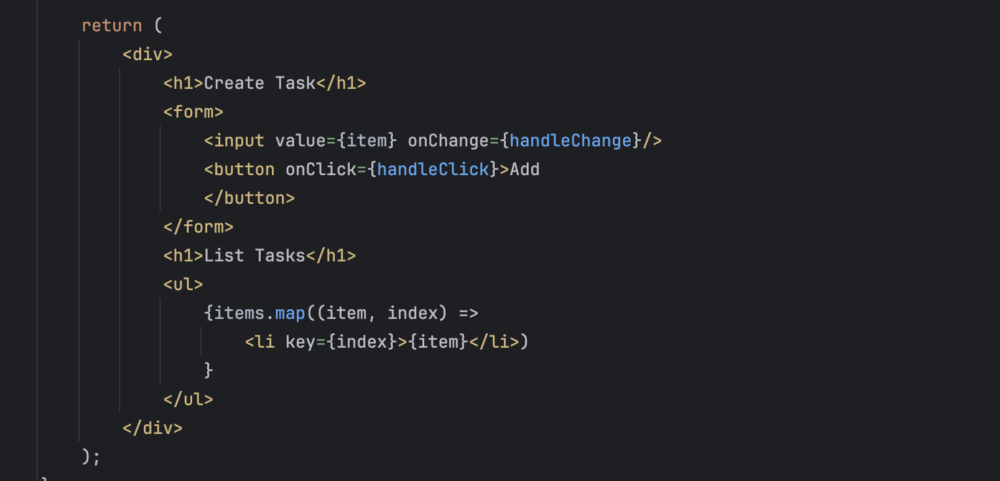 return (
<div>
<h1>Create Task</h1>
<form>
<input value={item} onChange={handleChange}/>
<button onClick={handleClick}>Add
</button>
</form>
<h1>List Tasks</h1>
<ul>
{items.map((item, index) =>
<li key={index}>{item}</li>)
}
</ul>
</div>
);
}